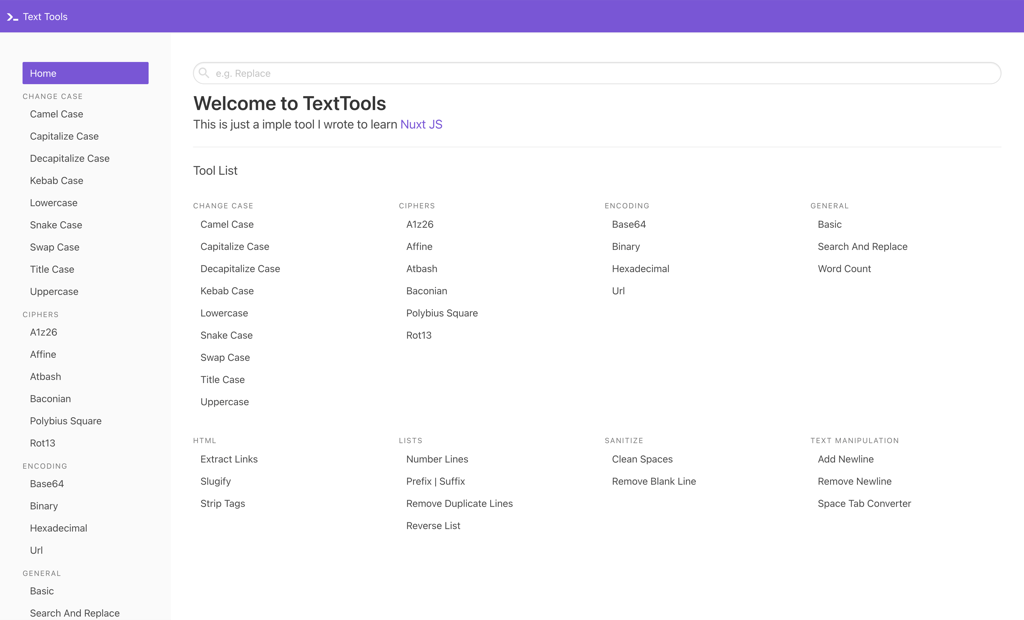 Text Tools
Home
CHANGE CASE
Camel Case
Capitalize Case
Decapitalize Case
Kebab Case
Lowercase
Snake Case
Swap Case
Title Case
Uppercase
CIPHERS
A1z26
Affine
Atbash
Baconian
Polybius Square
Rot13
ENCODING
Base64
Binary
Hexadecimal
Url
GENERAL
Basic
Search And Replace
e.g. Replace
Welcome to TextTools
This is just a imple tool I wrote to learn Nuxt JS
Tool List
CHANGE CASE
Camel Case
Capitalize Case
Decapitalize Case
Kebab Case
Lowercase
Snake Case
Swap Case
Title Case
Uppercase
CIPHERS
A1z26
Affine
Atbash
Baconian
Polybius Square
Rot13
ENCODING
Base64
Binary
Hexadecimal
Url
GENERAL
Basic
Search And Replace
Word Count
HTML
Extract Links
Slugify
Strip Tags
LISTS
Number Lines
Prefix | Suffix
Remove Duplicate Lines
Reverse List
SANITIZE
Clean Spaces
Remove Blank Line
TEXT MANIPULATION
Add Newline
Remove Newline
Space Tab Converter